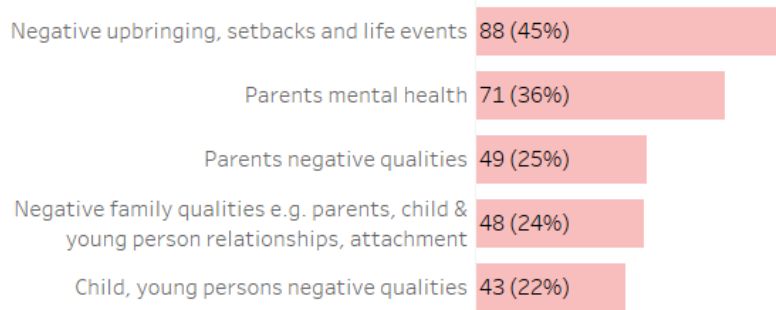 Negative upbringing, setbacks and life events 88 (45%)
Parents mental health 71 (36%)
Parents negative qualities 49 (25%)
Negative family qualities e.g. parents, child &
young person relationships, attachment 48 (24%)
Child, young persons negative qualities 43 (22%)